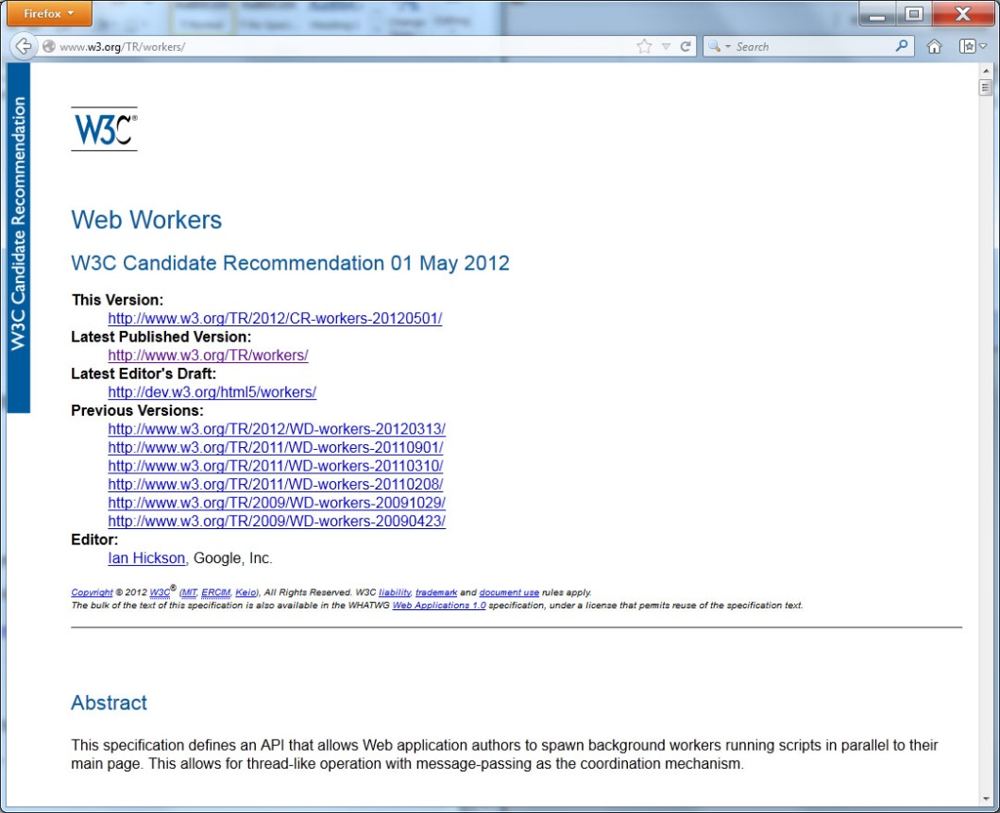 Firefox
www.w3.org/TR/workers/
Search
W3C Candidate Recommendation
W3C®
Web Workers
W3C Candidate Recommendation 01 May 2012
This Version:
http://www.w3.org/TR/2012/CR-workers-20120501/
Latest Published Version:
http://www.w3.org/TR/workers/
Latest Editor's Draft:
http://dev.w3.org/html5/workers/
Previous Versions:
http://www.w3.org/TR/2012/WD-workers-20120313/
http://www.w3.org/TR/2011/WD-workers-20110901/
http://www.w3.org/TR/2011/WD-workers-20110310/
http://www.w3.org/TR/2011/WD-workers-20110208/
http://www.w3.org/TR/2009/WD-workers-20091029/
http://www.w3.org/TR/2009/WD-workers-20090423/
Editor:
Ian Hickson, Google, Inc.
Copyright © 2012 W3C® (MIT, ERCIM, Keio), All Rights Reserved. W3C liability, trademark and document use rules apply.
The bulk of the text of this specification is also available in the WHATWG Web Applications 1.0 specification, under a license that permits reuse of the specification text.
Abstract
This specification defines an API that allows Web application authors to spawn background workers running scripts in parallel to their
main page. This allows for thread-like operation with message-passing as the coordination mechanism.